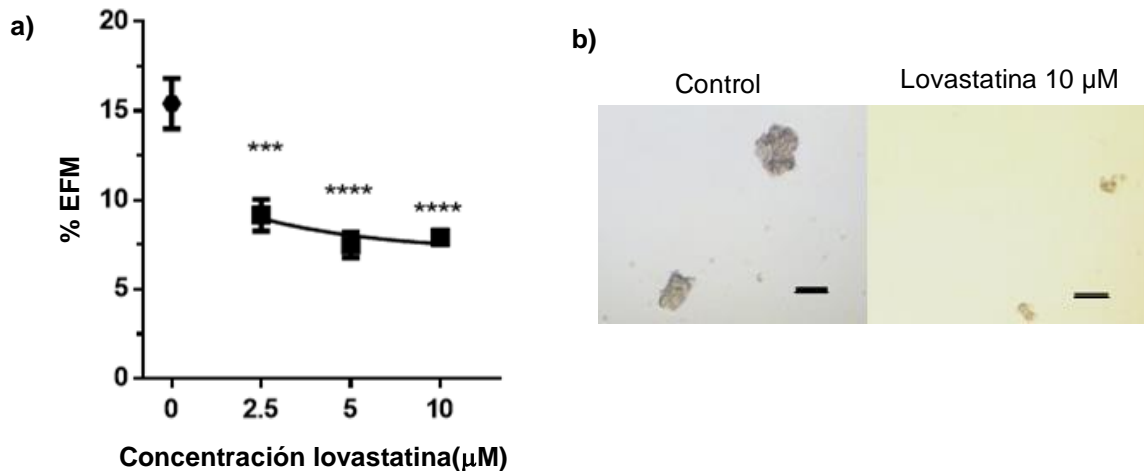 a)
% EFM
20
15
10
5
0
***
****
****
0 2.5 5 10
Concentración lovastatina(µM)
b)
Control Lovastatina 10 µM